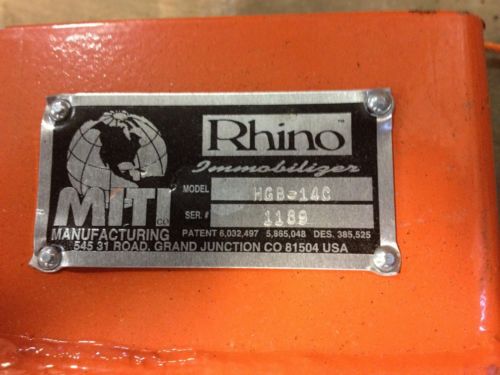 Rhino™
Immobilizer
MITI CO
MANUFACTURING
MODEL HGB-14C
SER. # 1189
PATENT 6,032,497 5,865,048 DES. 385,525
545 31 ROAD. GRAND JUNCTION CO 81504 USA